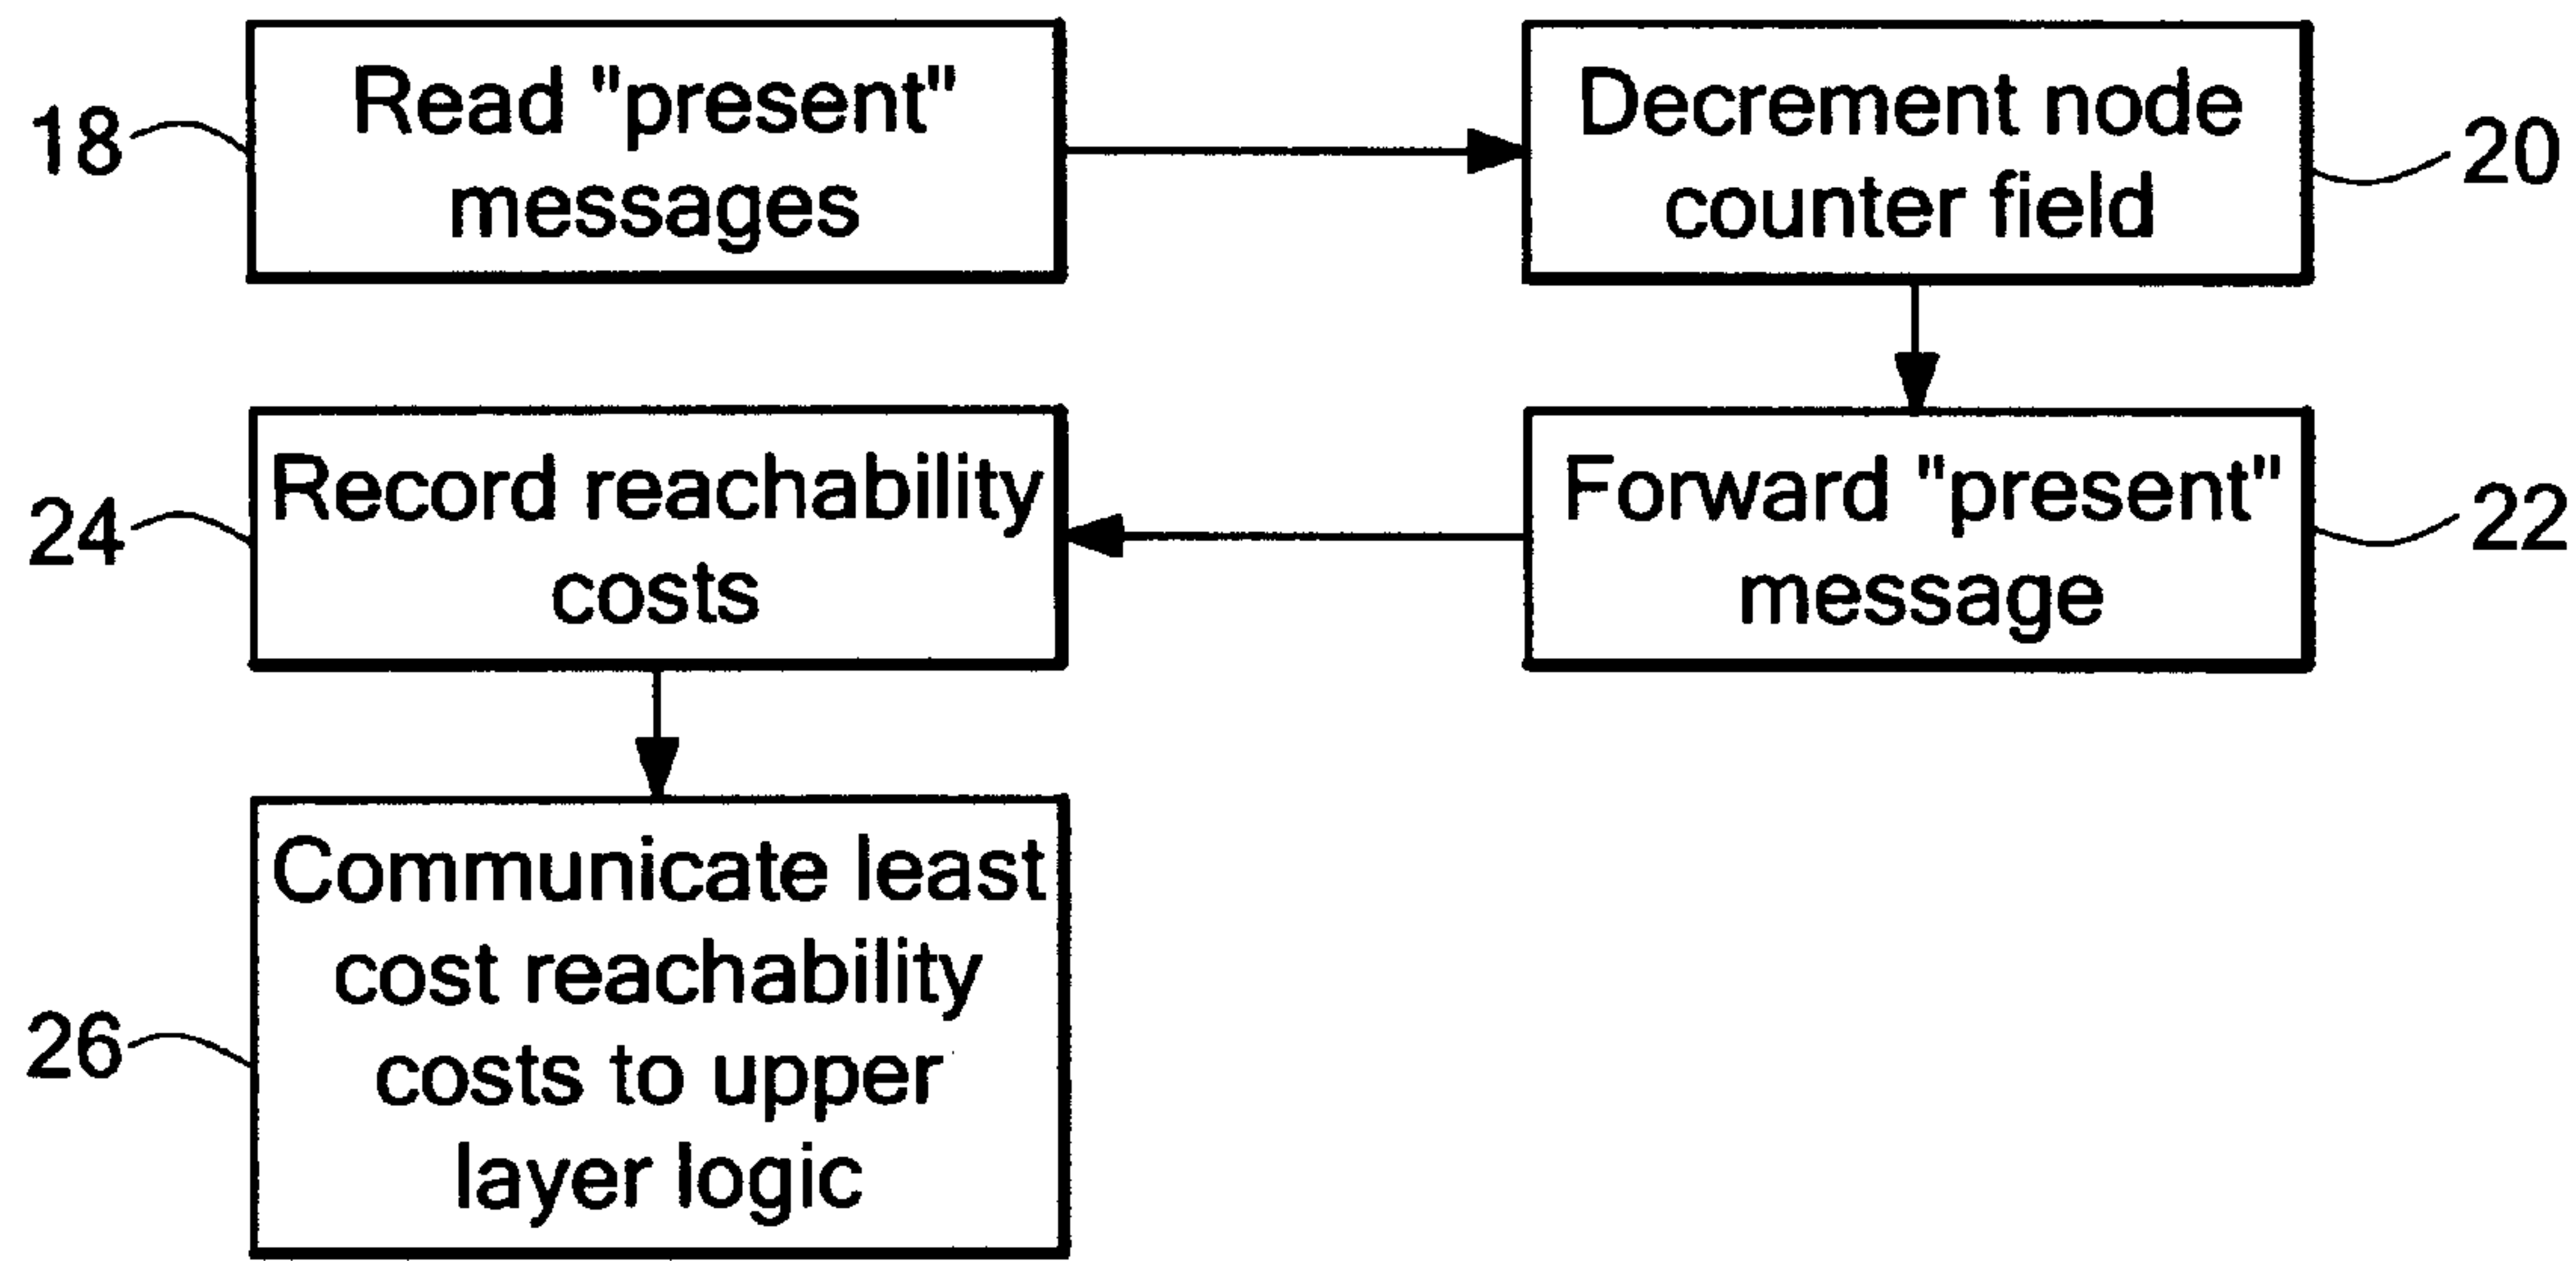 18
Read "present"
messages
Decrement node
counter field
20
24
Record reachability
costs
Forward "present"
message
22
26
Communicate least
cost reachability
costs to upper
layer logic